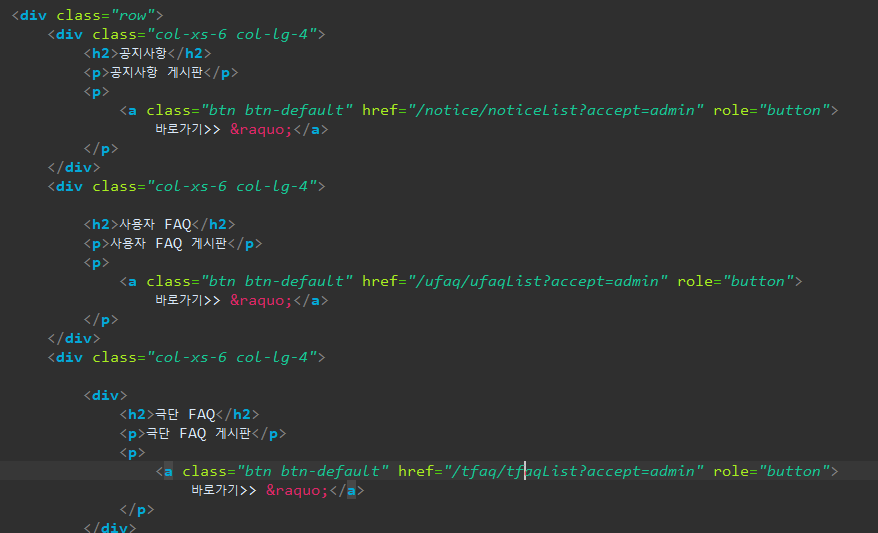 <div class="row">
<div class="col-xs-6 col-lg-4">
<h2>공지사항</h2>
<p>공지사항 게시판</p>
<p>
<a class="btn btn-default" href="/notice/noticeList?accept=admin" role="button">
바로가기>> &raquo;</a>
</p>
</div>
<div class="col-xs-6 col-lg-4">
<h2>사용자 FAQ</h2>
<p>사용자 FAQ 게시판</p>
<p>
<a class="btn btn-default" href="/ufaq/ufaqList?accept=admin" role="button">
바로가기>> &raquo;</a>
</p>
</div>
<div class="col-xs-6 col-lg-4">
<div>
<h2>극단 FAQ</h2>
<p>극단 FAQ 게시판</p>
<p>
<a class="btn btn-default" href="/tfaq/tfaqList?accept=admin" role="button">
바로가기>> &raquo;</a>
</p>
</div>